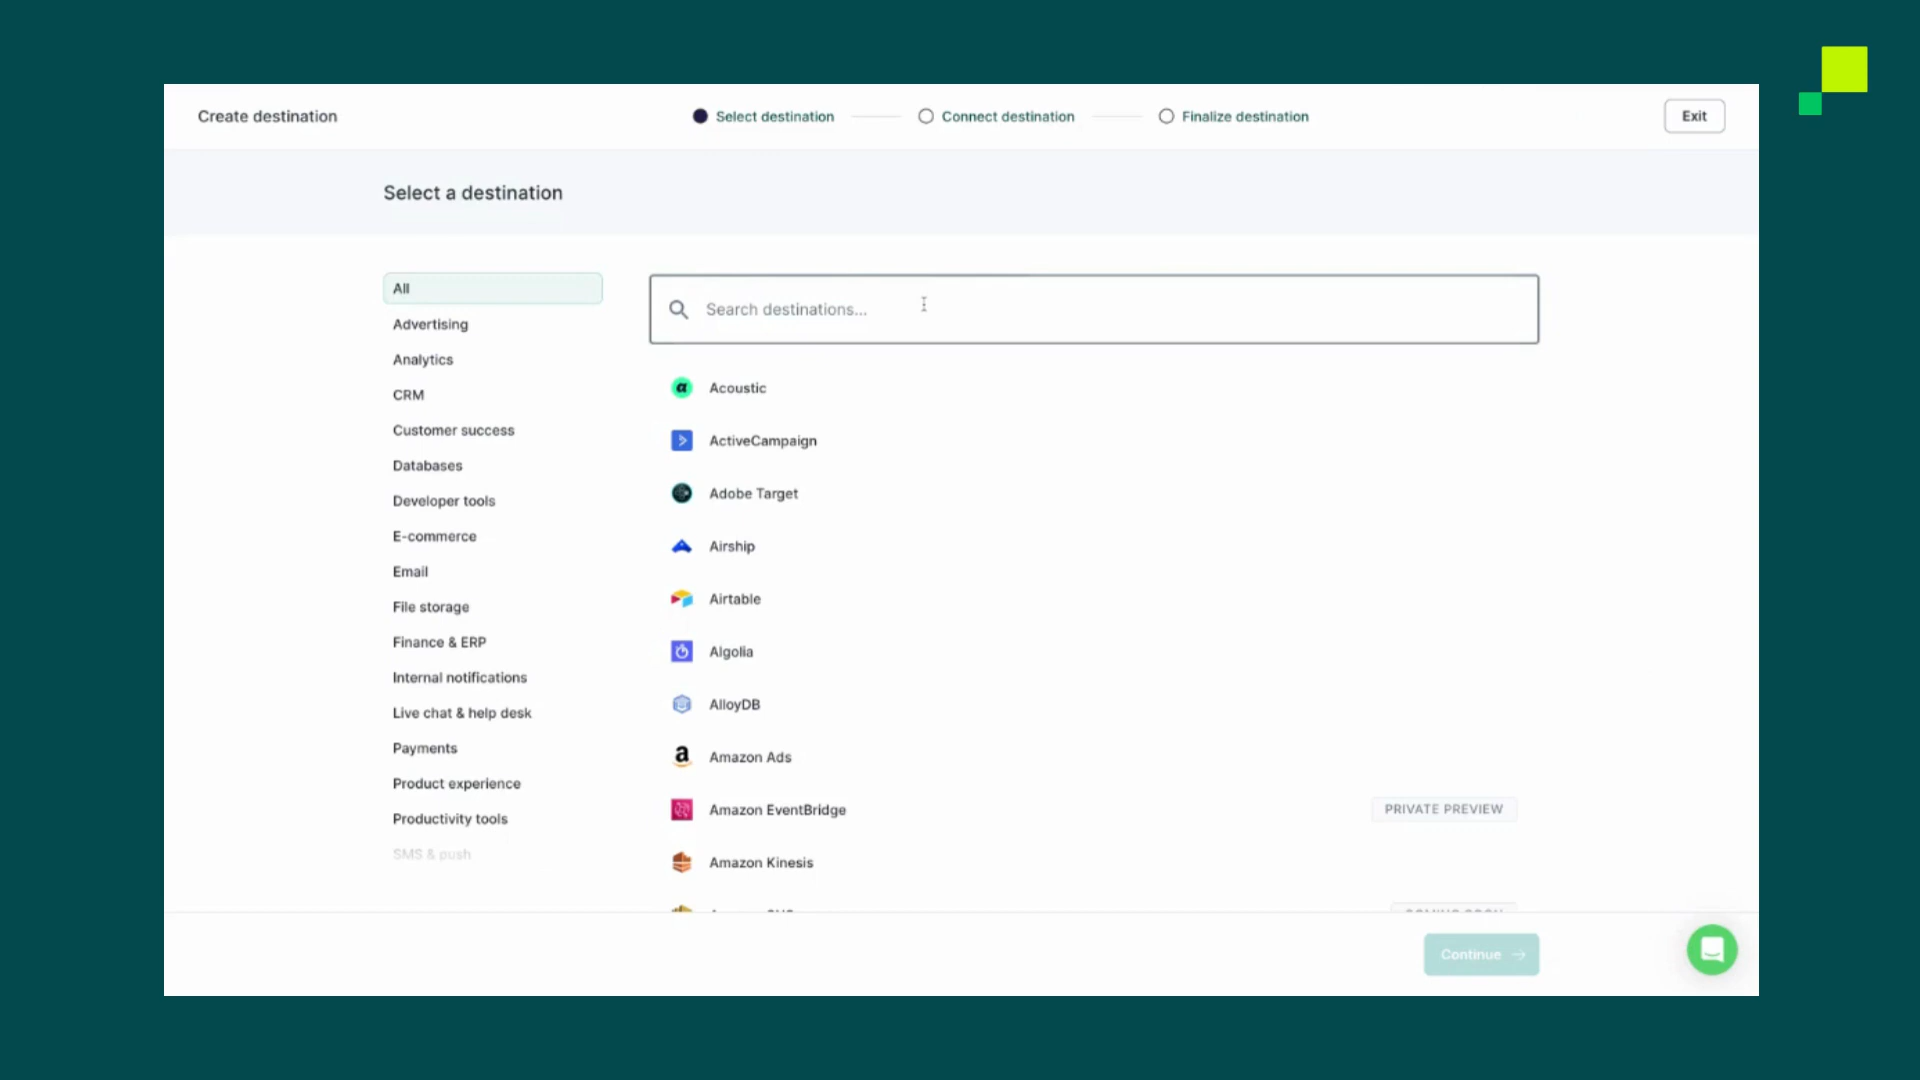 Create destination
Select destination
Connect destination
Finalize destination
Exit
Select a destination
All
Advertising
Analytics
CRM
Customer success
Databases
Developer tools
E-commerce
Email
File storage
Finance & ERP
Internal notifications
Live chat & help desk
Payments
Product experience
Productivity tools
SMS & push
Search destinations...
Acoustic
ActiveCampaign
Adobe Target
Airship
Airtable
Algolia
AlloyDB
Amazon Ads
Amazon EventBridge
PRIVATE PREVIEW
Amazon Kinesis
Continue